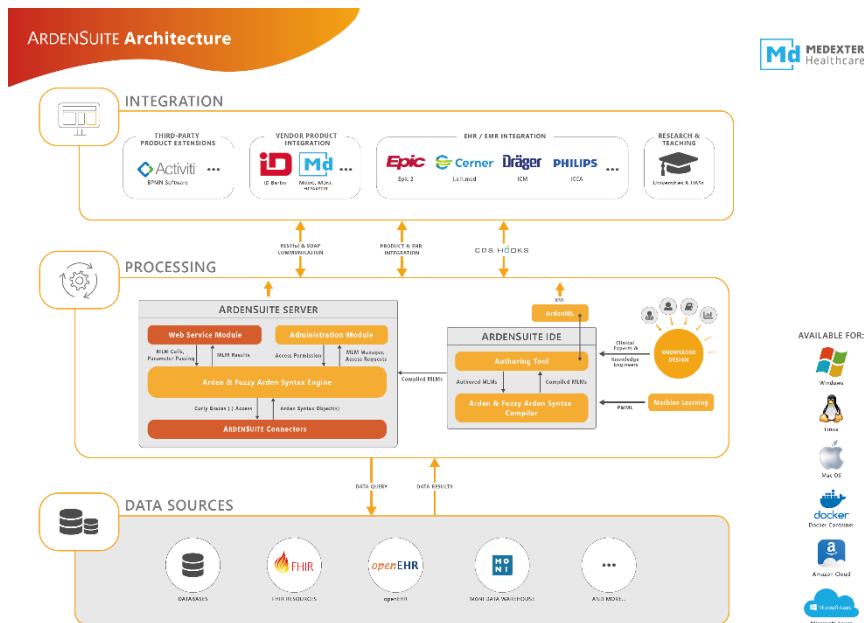 ARDENSUITE Architecture
Md MEDEXTER
Healthcare
INTEGRATION
THIRD-PARTY
PRODUCT EXTENSIONS
Activiti ...
BPMN Software
VENDOR PRODUCT
INTEGRATION
iD Md ...
ID Berlin
EHR / EMR INTEGRATION
Epic Cerner Dräger PHILIPS ...
Epic 2
i.s.h.med
ICM
ICCA
RESEARCH &
TEACHING
Universities & UASs
RESTful & SOAP
COMMUNICATION
PRODUCT & EHR
INTEGRATION
CDS HOOKS
PROCESSING
ARDENSUITE SERVER
Web Service Module
Administration Module
MLM Calls,
Parameter Passing
MLM Results
Access Permission
MLM Manager,
Access Requests
Arden & Fuzzy Arden Syntax Engine
Curly Braces {} Access
Arden Syntax Object(s)
ARDENSUITE Connectors
Compiled MLMs
XML
ArdenML
ARDENSUITE IDE
Authoring Tool
Authored MLMs
Compiled MLMs
Arden & Fuzzy Arden Syntax
Compiler
Clinical
Experts &
Knowledge
Engineers
KNOWLEDGE
DESIGN
PMML
Machine Learning
DATA QUERY
DATA RESULTS
DATA SOURCES
DATABASES
FHIR
FHIR RESOURCES
openEHR
openEHR
MONI
MONI DATA WAREHOUSE
...
AND MORE...
AVAILABLE FOR:
Windows
Linux
Mac OS
docker
Docker Container
a
amazon
Amazon Cloud
Microsoft Azure